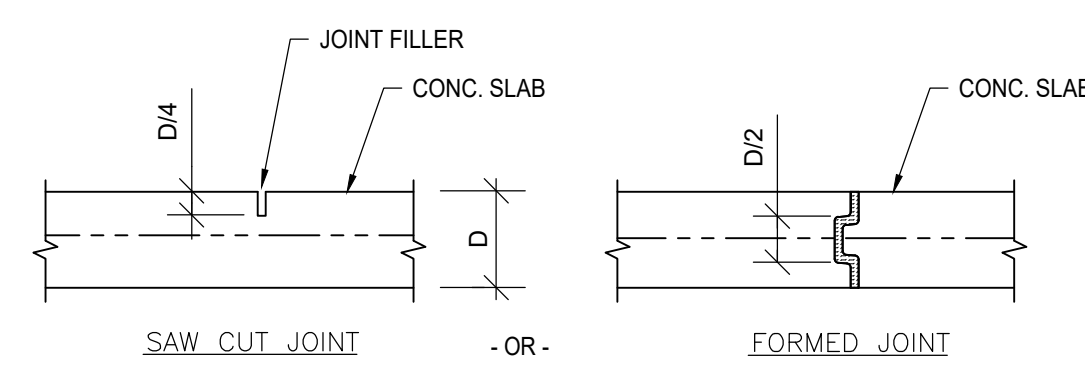 JOINT FILLER
CONC. SLAB
D/4
D
SAW CUT JOINT
- OR -
CONC. SLAB
D/2
FORMED JOINT